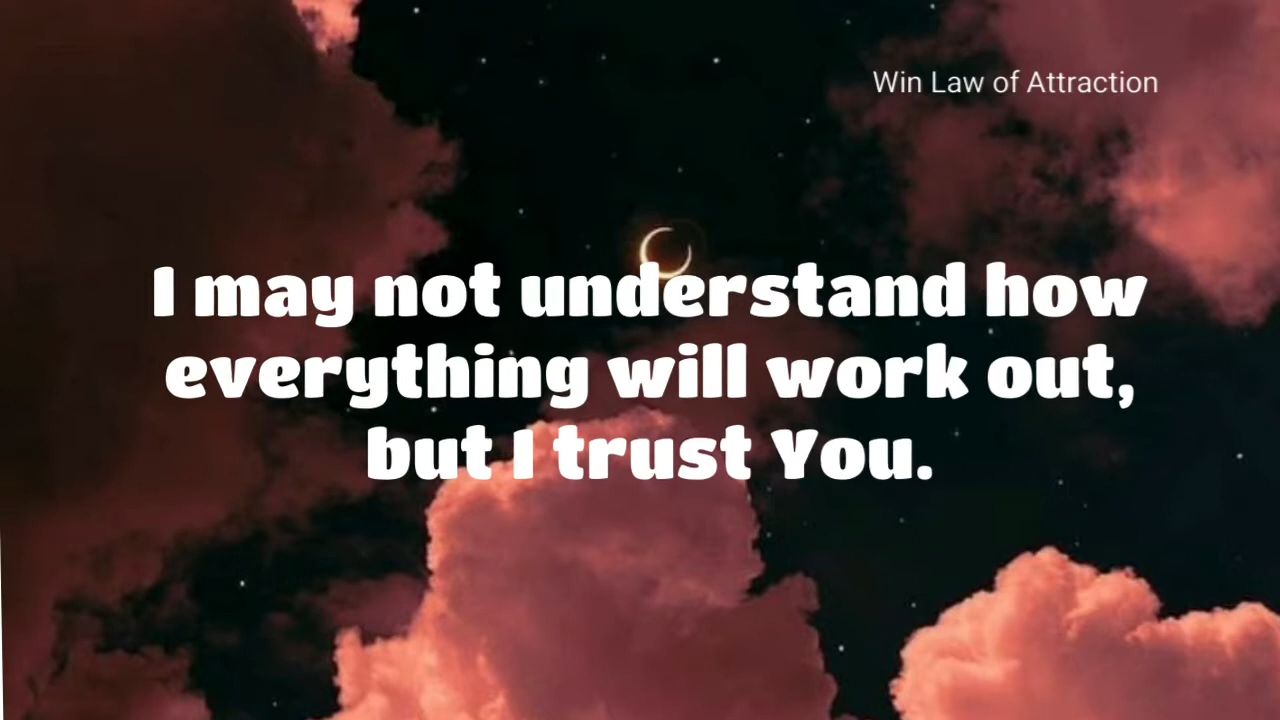 Win Law of Attraction
I may not understand how
everything will work out,
but I trust You.